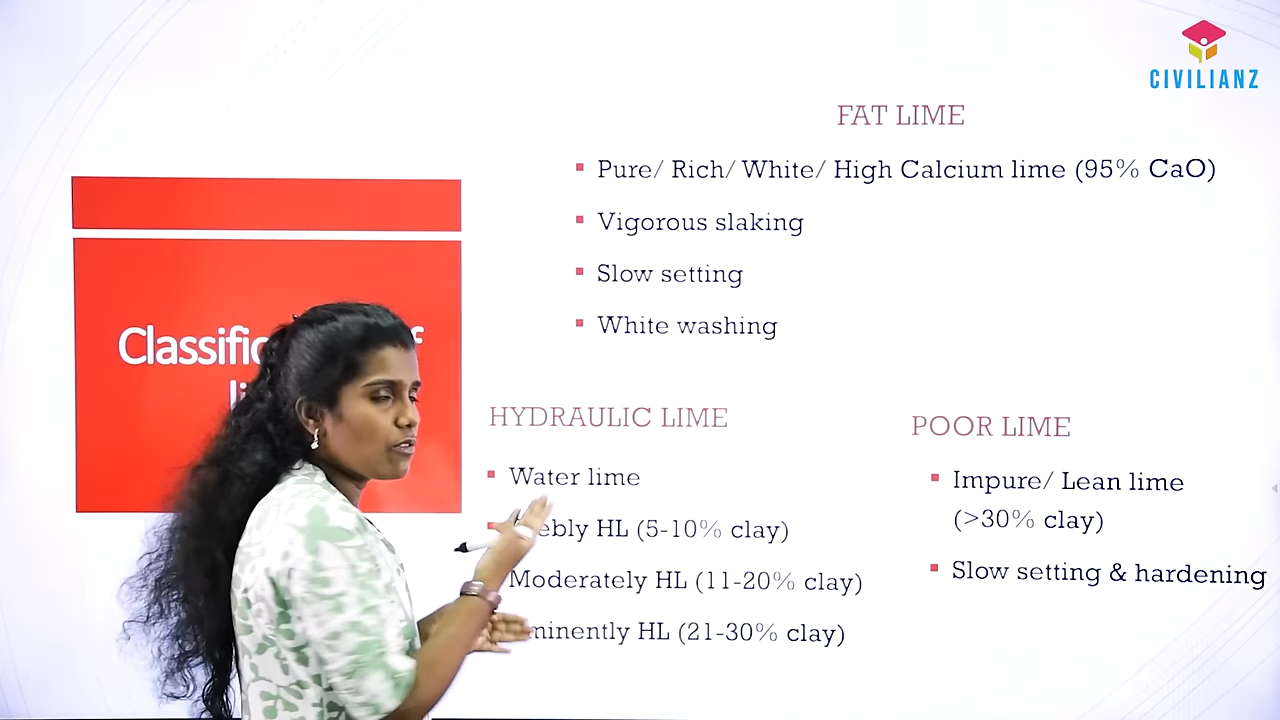 CIVILIANZ
FAT LIME
Pure/ Rich/ White/ High Calcium lime (95% CaO)
Vigorous slaking
Slow setting
White washing
HYDRAULIC LIME
Water lime
HL (5-10% clay)
Moderately HL (11-20% clay)
HL (21-30% clay)
POOR LIME
Impure/ Lean lime
(>30% clay)
Slow setting & hardening